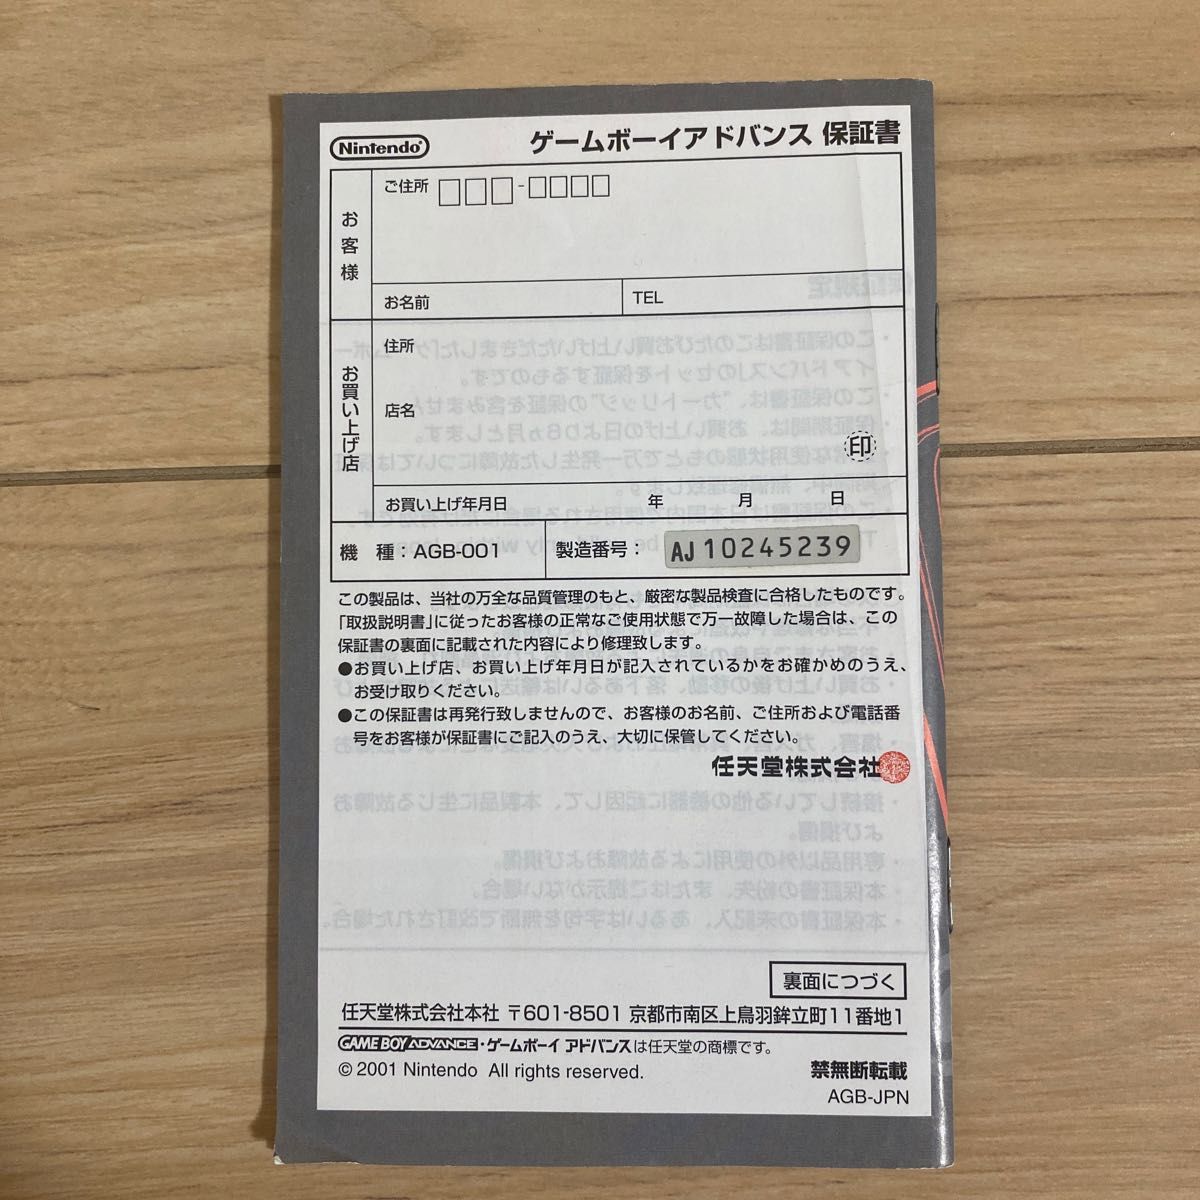 Nintendo
ゲームボーイアドバンス 保証書
お客様
ご住所 □□□-□□□□
お名前
TEL
お買い上げ店
住所
店名
印
お買い上げ年月日 年 月 日
機 種：AGB-001
製造番号： AJ10245239
この製品は、当社の万全な品質管理のもと、厳密な製品検査に合格したものです。
「取扱説明書」に従ったお客様の正常なご使用状態で万一故障した場合は、この
保証書の裏面に記載された内容により修理致します。
●お買い上げ店、お買い上げ年月日が記入されているかをお確かめのうえ、
お受け取りください。
●この保証書は再発行致しませんので、お客様のお名前、ご住所および電話番
号をお客様が保証書にご記入のうえ、大切に保管してください。
任天堂株式会社
裏面につづく
任天堂株式会社本社 〒601-8501 京都市南区上鳥羽鉾立町11番地1
GAME BOY ADVANCE・ゲームボーイ アドバンスは任天堂の商標です。
© 2001 Nintendo All rights reserved.
禁無断転載
AGB-JPN